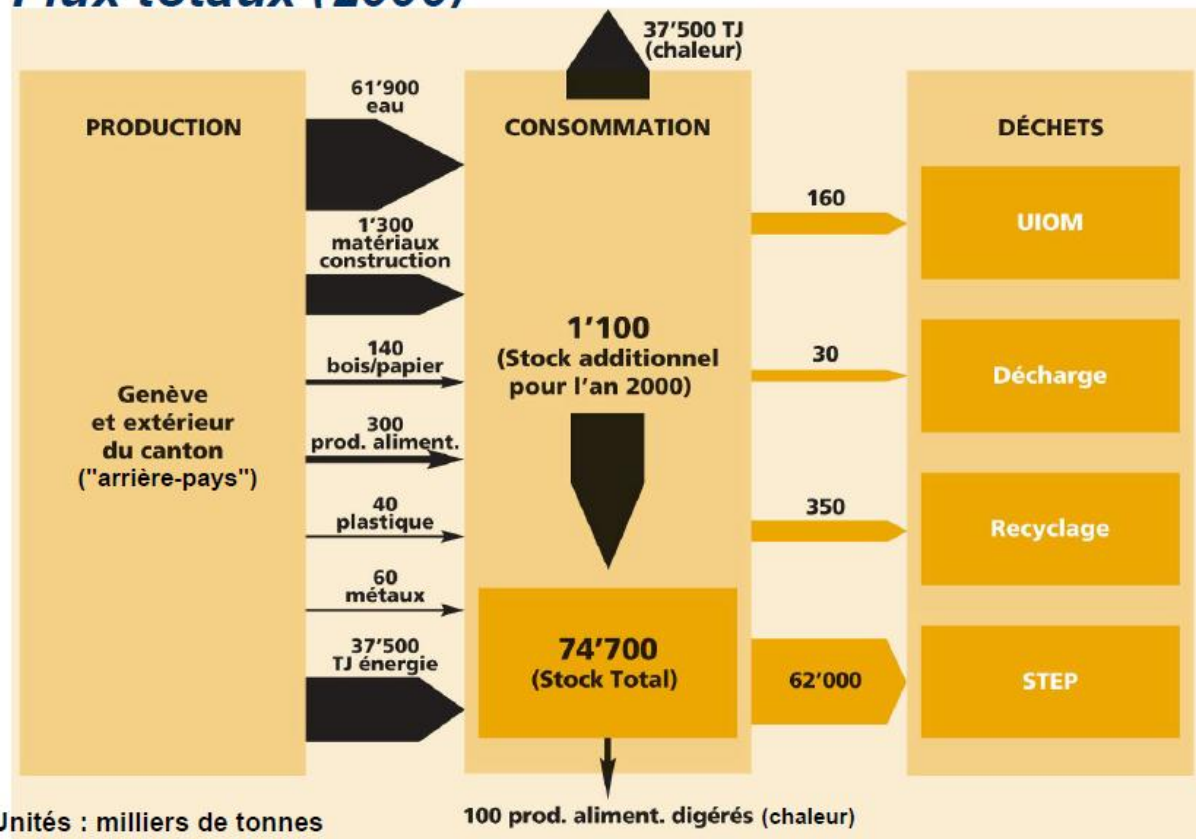 Flux totaux (2000)
PRODUCTION
Genève
et extérieur
du canton
("arrière-pays")
61’900
eau
1’300
matériaux
construction
140
bois/papier
300
prod. aliment.
40
plastique
60
métaux
37’500
TJ énergie
37’500 TJ
(chaleur)
CONSOMMATION
1’100
(Stock additionnel
pour l’an 2000)
74’700
(Stock Total)
100 prod. aliment. digérés (chaleur)
160
30
350
62’000
DÉCHETS
UIOM
Décharge
Recyclage
STEP
Unités : milliers de tonnes